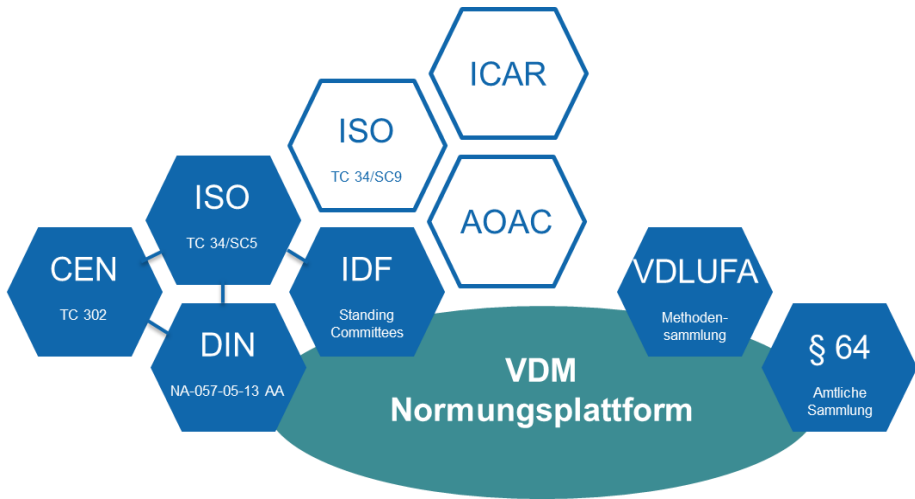 ICAR
ISO
TC 34/SC9
ISO
TC 34/SC5
AOAC
CEN
TC 302
IDF
Standing
Committees
VDLUFA
Methoden-
sammlung
DIN
NA-057-05-13 AA
§ 64
Amtliche
Sammlung
VDM
Normungsplattform